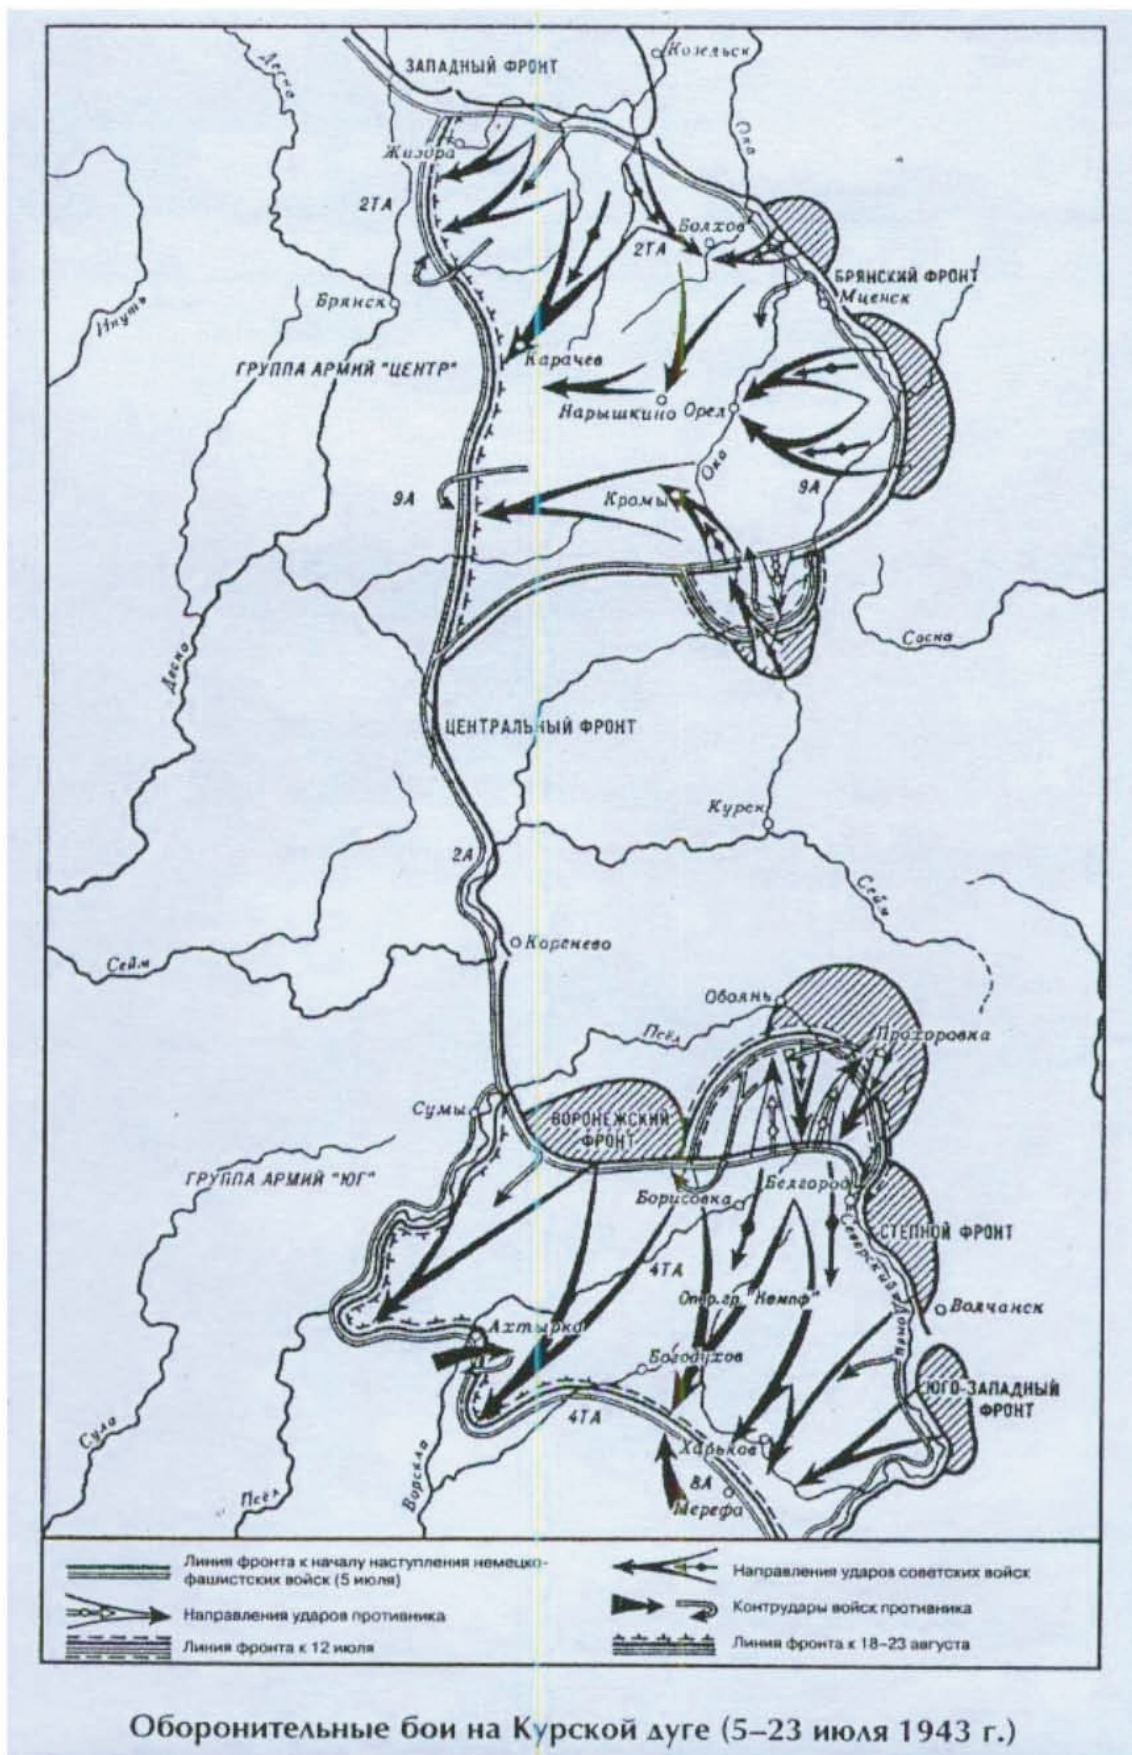 Козельск
ЗАПАДНЫЙ ФРОНТ
Десна
Ока
Жиздра
2ТА
Болхов
2ТА
БРЯНСКИЙ ФРОНТ
Мценск
Брянск
Ипуть
Карачев
ГРУППА АРМИЙ "ЦЕНТР"
Нарышкино
Орел
Ока
9А
Кромы
9А
Сосна
Десна
ЦЕНТРАЛЬНЫЙ ФРОНТ
Курск
2А
Сейм
Коренево
Сейм
Обоянь
Псёл
Прохоровка
Сумы
ВОРОНЕЖСКИЙ
ФРОНТ
ГРУППА АРМИЙ "ЮГ"
Белгород
Борисовка
СТЕПНОЙ ФРОНТ
Северский
4ТА
Опер.гр. "Кемпф"
Волчанск
Ахтырка
Богодухов
ЮГО-ЗАПАДНЫЙ
ФРОНТ
4ТА
Сула
Харьков
Ворскла
8А
Псёл
Мерефа
Линия фронта к началу наступления немецко-
фашистских войск (5 июля)
Направления ударов противника
Линия фронта к 12 июля
Направления ударов советских войск
Контрудары войск противника
Линия фронта к 18–23 августа
Оборонительные бои на Курской дуге (5–23 июля 1943 г.)